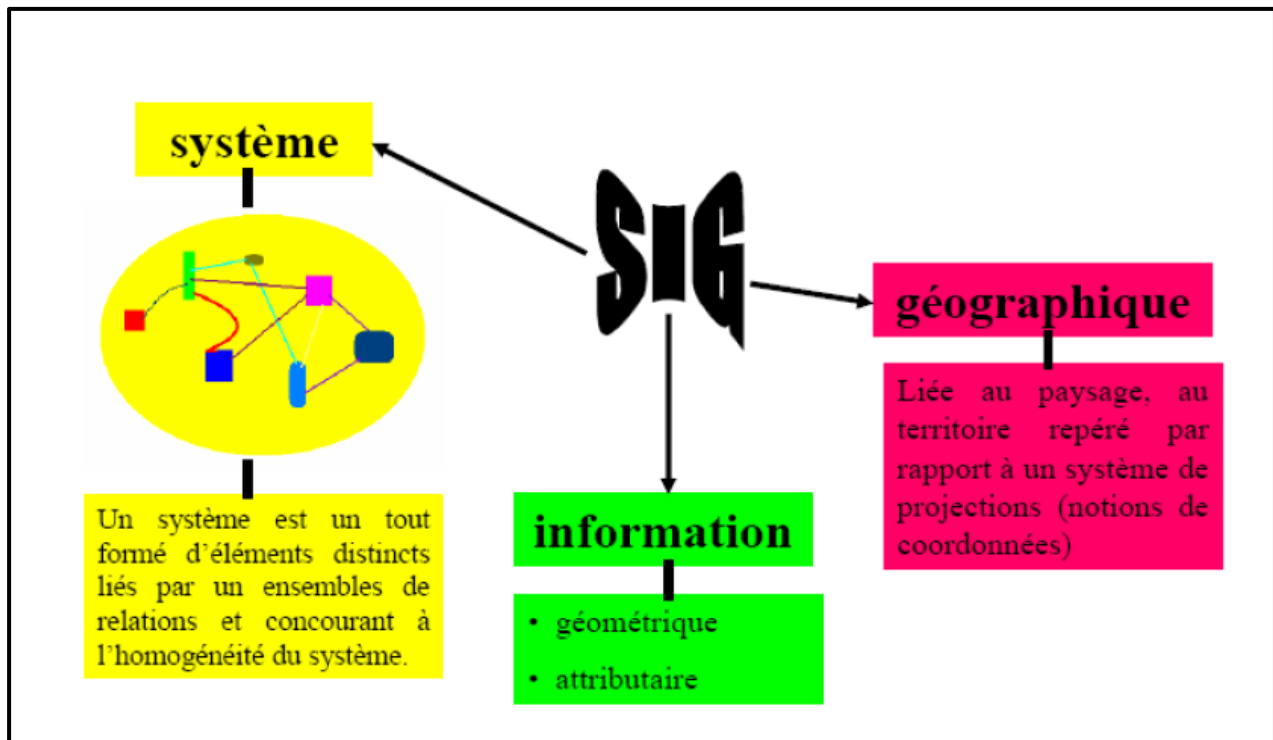 SIG
système
Un système est un tout
formé d'éléments distincts
liés par un ensembles de
relations et concourant à
l'homogénéité du système.
information
• géométrique
• attributaire
géographique
Liée au paysage, au
territoire repéré par
rapport à un système de
projections (notions de
coordonnées)